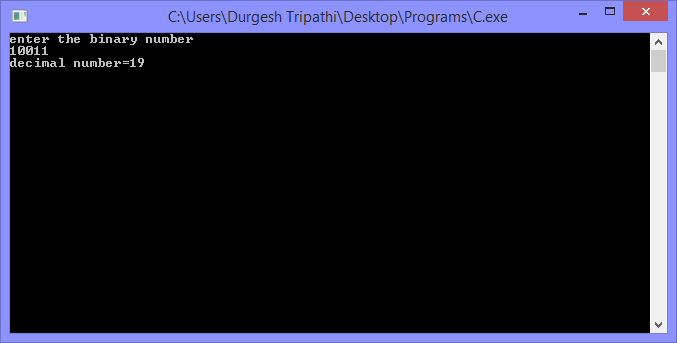 C:\Users\Durgesh Tripathi\Desktop\Programs\C.exe
enter the binary number
10011
decimal number=19